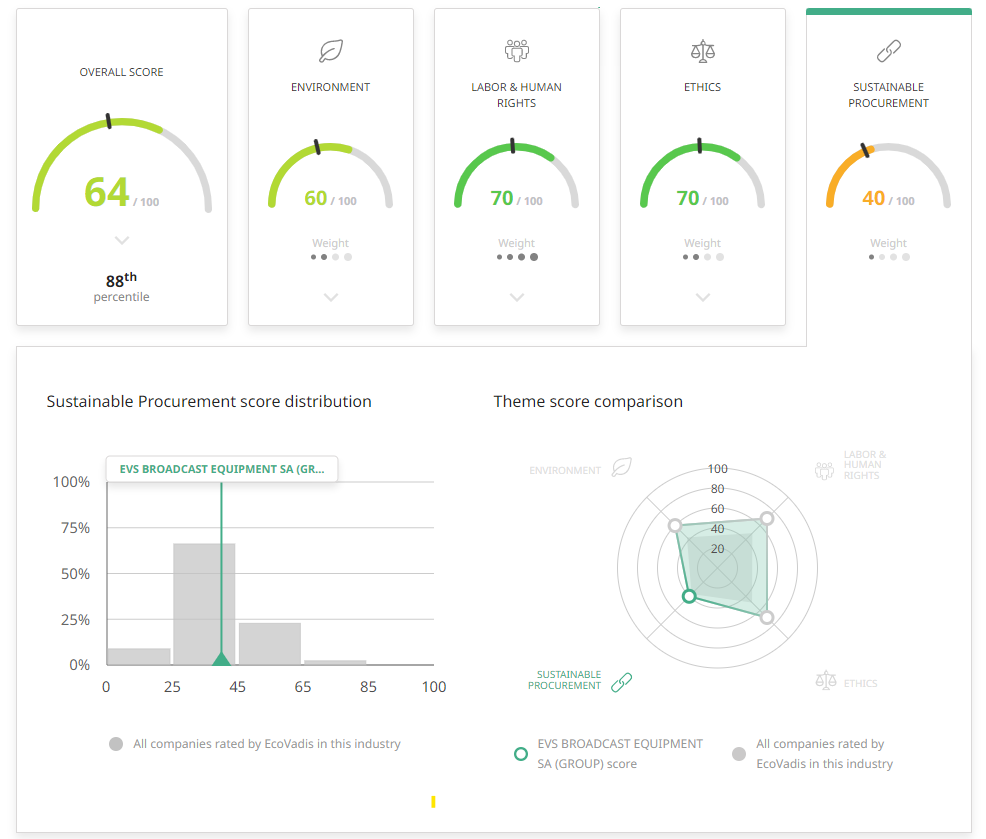 OVERALL SCORE
64 / 100
88th
percentile
ENVIRONMENT
60 / 100
Weight
LABOR & HUMAN
RIGHTS
70 / 100
Weight
ETHICS
70 / 100
Weight
SUSTAINABLE
PROCUREMENT
40 / 100
Weight
Sustainable Procurement score distribution
EVS BROADCAST EQUIPMENT SA (GR...
100%
75%
50%
25%
0%
0 25 45 65 85 100
All companies rated by EcoVadis in this industry
Theme score comparison
ENVIRONMENT
LABOR &
HUMAN
RIGHTS
100
80
60
40
20
SUSTAINABLE
PROCUREMENT
ETHICS
EVS BROADCAST EQUIPMENT
SA (GROUP) score
All companies rated by
EcoVadis in this industry